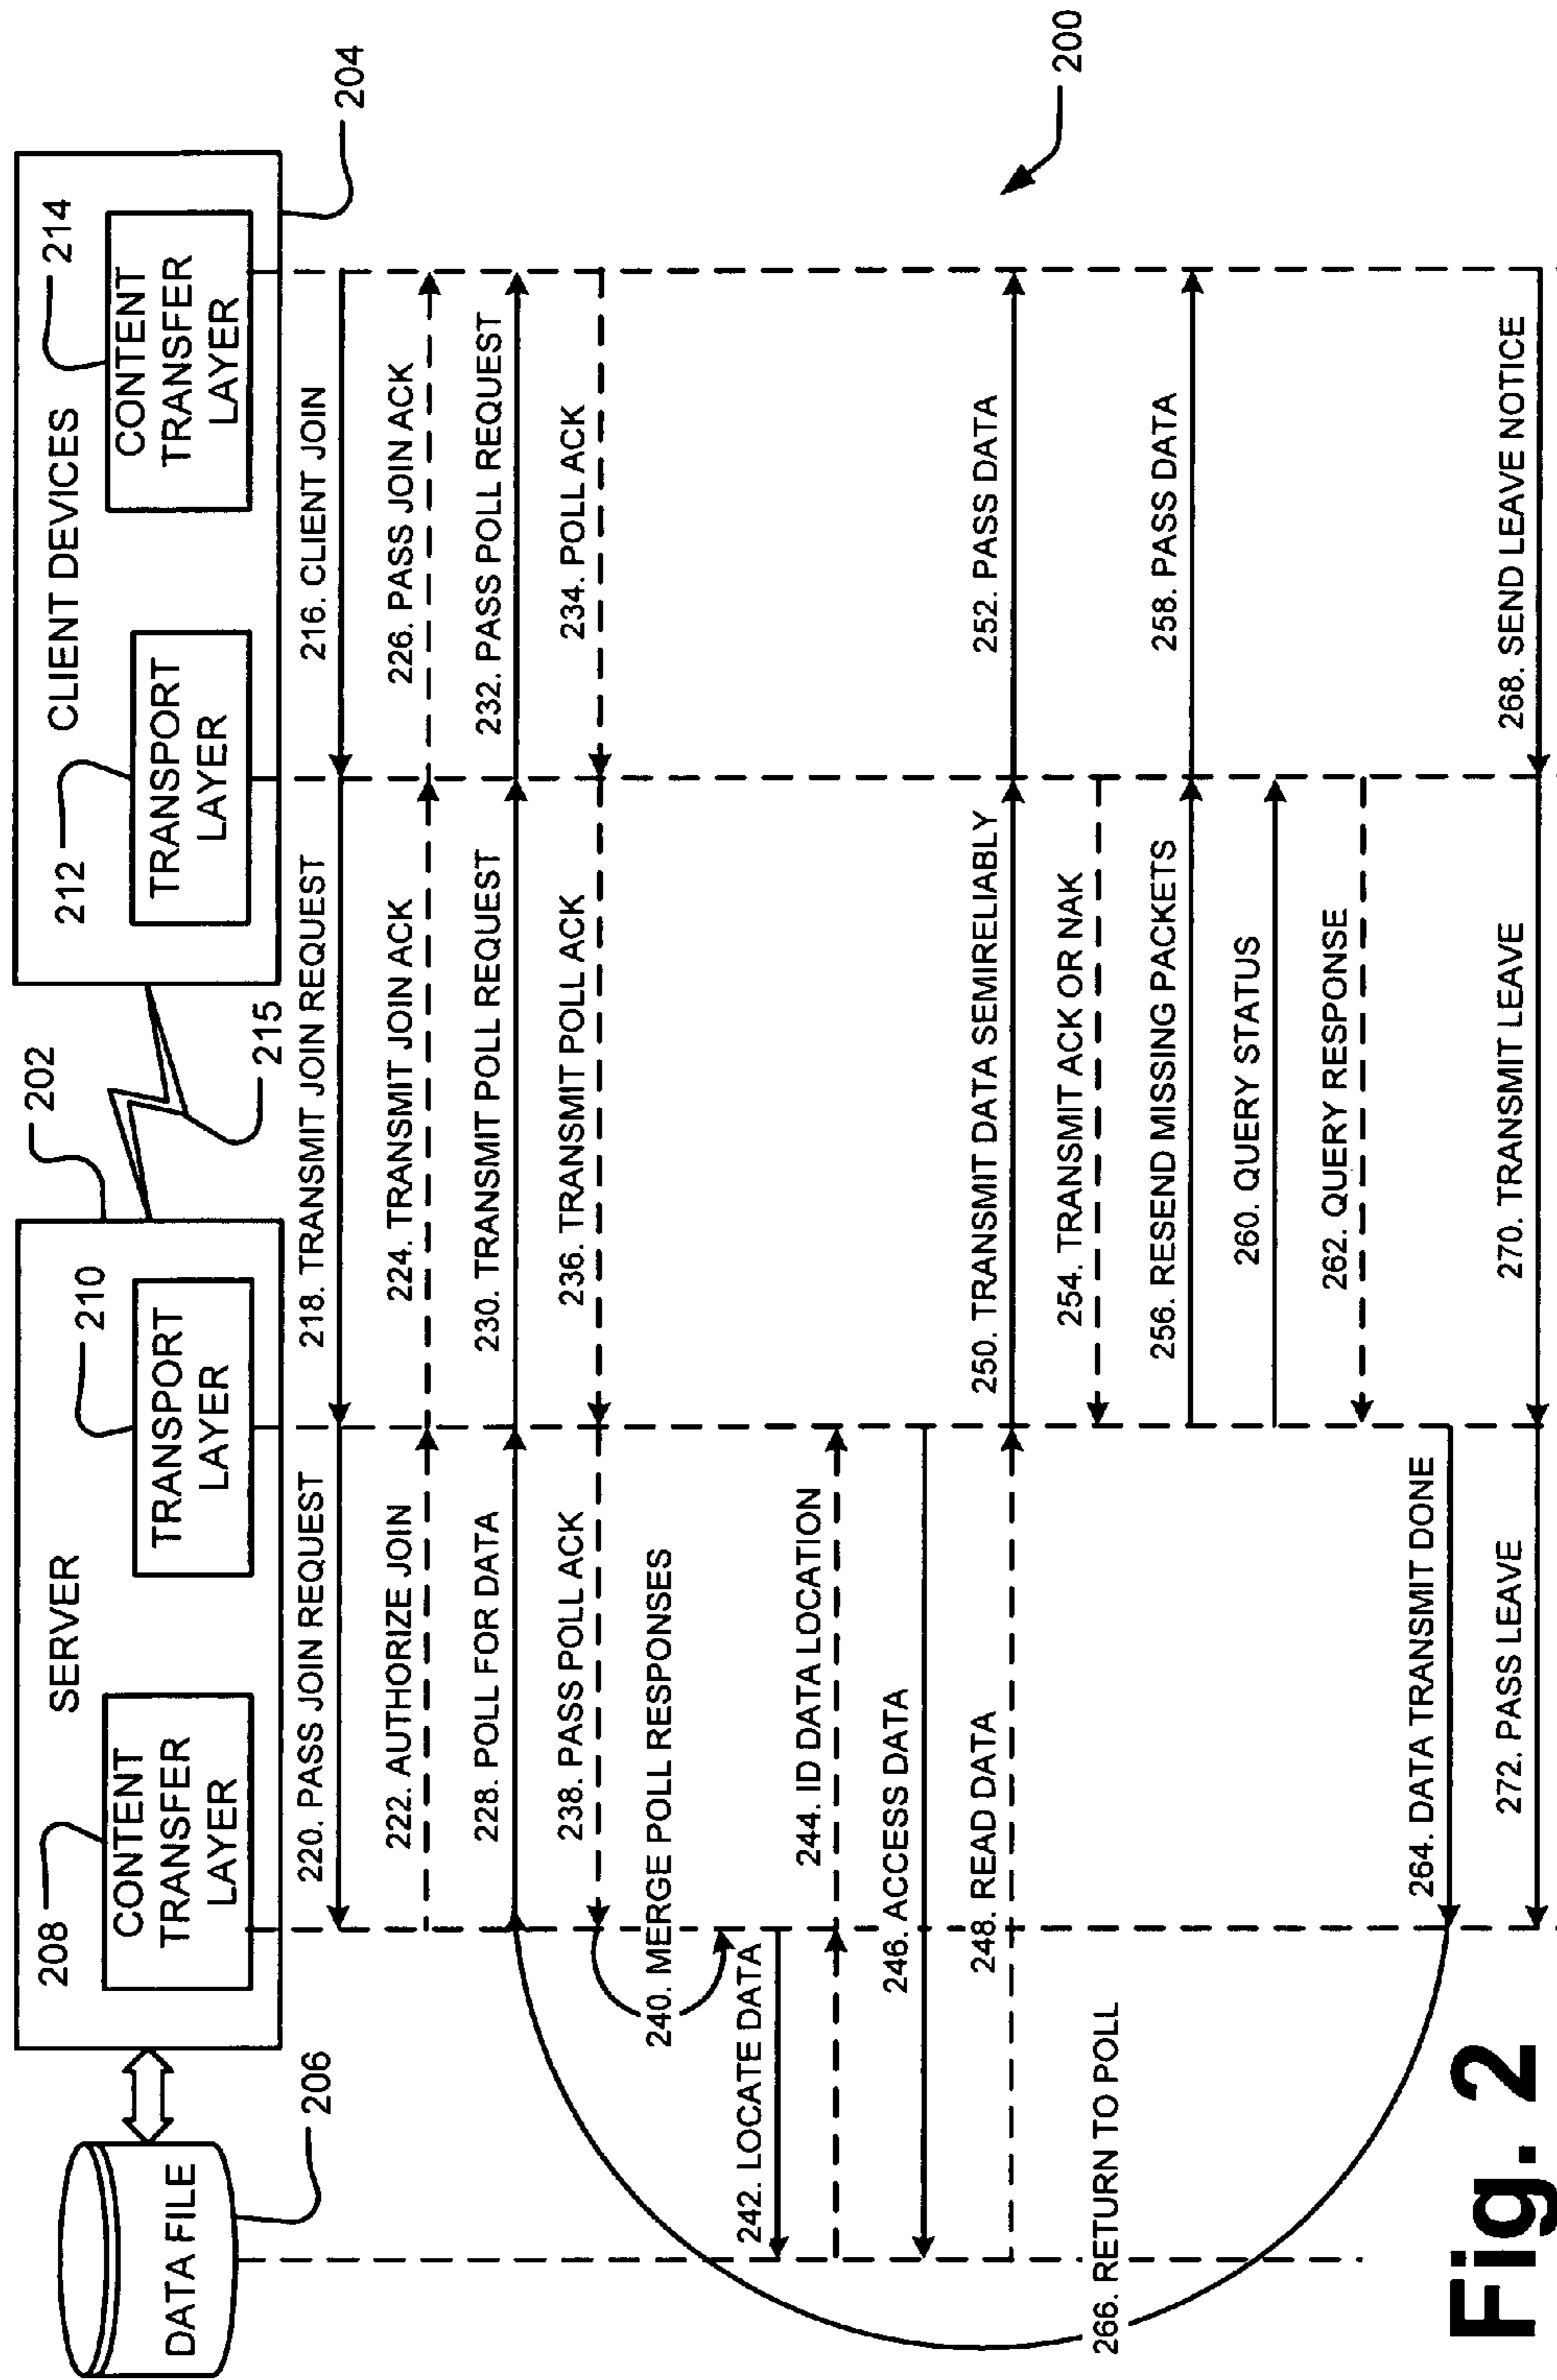 DATA FILE
206
SERVER
202
208
CONTENT
TRANSFER
LAYER
210
TRANSPORT
LAYER
215
CLIENT DEVICES
204
212
TRANSPORT
LAYER
214
CONTENT
TRANSFER
LAYER
216. CLIENT JOIN
218. TRANSMIT JOIN REQUEST
220. PASS JOIN REQUEST
222. AUTHORIZE JOIN
224. TRANSMIT JOIN ACK
226. PASS JOIN ACK
228. POLL FOR DATA
230. TRANSMIT POLL REQUEST
232. PASS POLL REQUEST
234. POLL ACK
236. TRANSMIT POLL ACK
238. PASS POLL ACK
240. MERGE POLL RESPONSES
242. LOCATE DATA
244. ID DATA LOCATION
246. ACCESS DATA
248. READ DATA
250. TRANSMIT DATA SEMIRELIABLY
252. PASS DATA
254. TRANSMIT ACK OR NAK
256. RESEND MISSING PACKETS
258. PASS DATA
260. QUERY STATUS
262. QUERY RESPONSE
264. DATA TRANSMIT DONE
266. RETURN TO POLL
268. SEND LEAVE NOTICE
270. TRANSMIT LEAVE
272. PASS LEAVE
200
Fig. 2